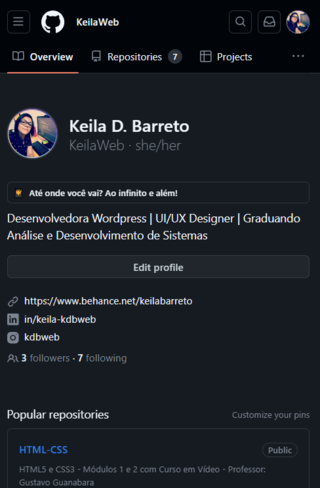 KeilaWeb
Overview
Repositories 7
Projects
Keila D. Barreto
KeilaWeb · she/her
Até onde você vai? Ao infinito e além!
Desenvolvedora Wordpress | UI/UX Designer | Graduando
Análise e Desenvolvimento de Sistemas
Edit profile
https://www.behance.net/keilabarreto
in/keila-kdbweb
kdbweb
3 followers · 7 following
Popular repositories
Customize your pins
HTML-CSS
Public
HTML5 e CSS3 - Módulos 1 e 2 com Curso em Vídeo - Professor:
Gustavo Guanabara